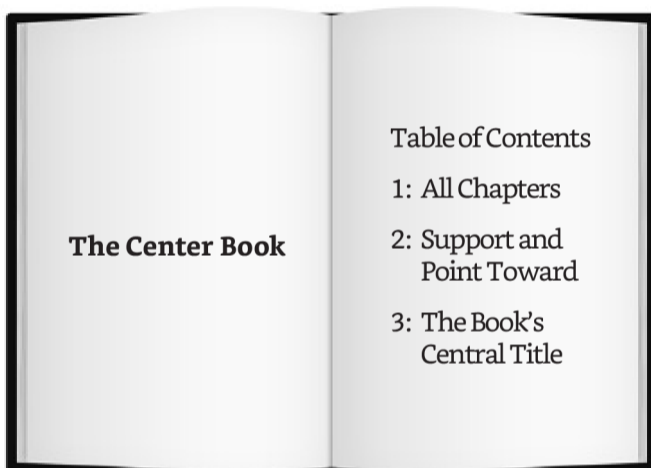 The Center Book
Table of Contents
1: All Chapters
2: Support and
Point Toward
3: The Book’s
Central Title